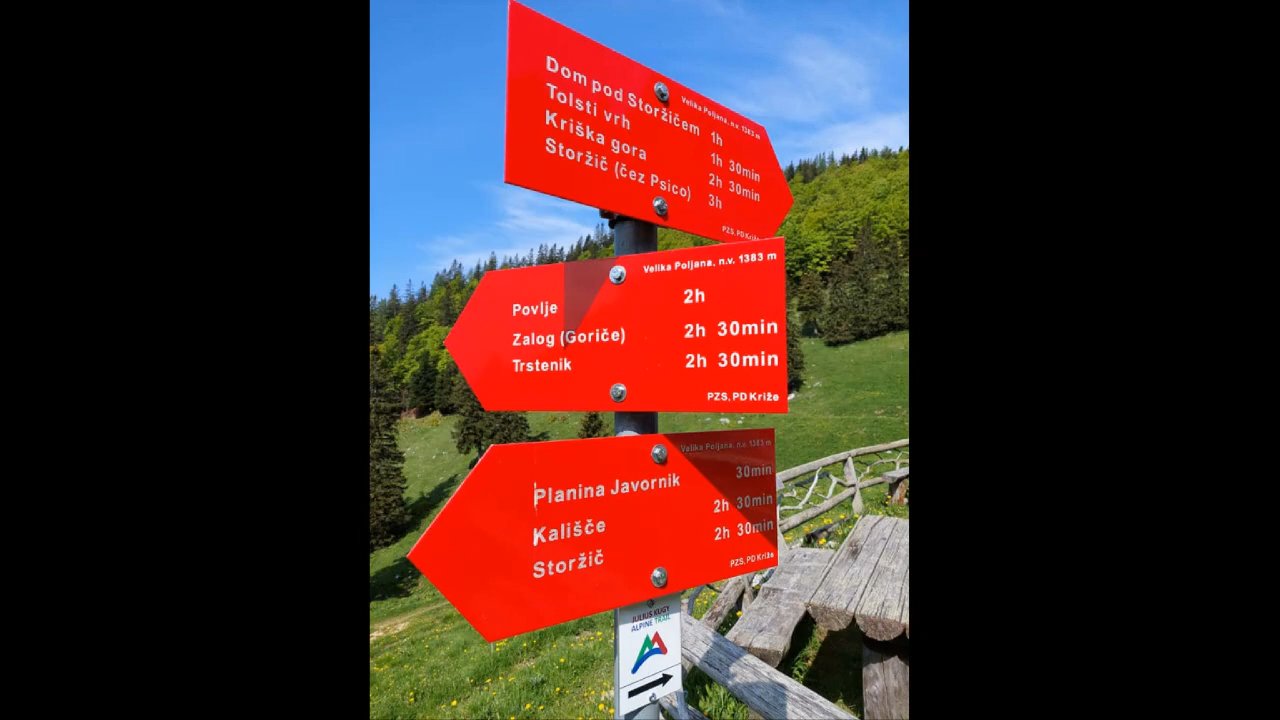 Velika Poljana, n.v. 1383 m
Dom pod Storžičem 1h
Tolsti vrh 1h 30min
Kriška gora 2h 30min
Storžič (čez Psico) 3h
PZS, PD Križe
Velika Poljana, n.v. 1383 m
Povlje 2h
Zalog (Goriče) 2h 30min
Trstenik 2h 30min
PZS, PD Križe
Velika Poljana, n.v. 1383 m
Planina Javornik 30min
Kališče 2h 30min
Storžič 2h 30min
PZS, PD Križe
JULIUS KUGY
ALPINE TRAIL